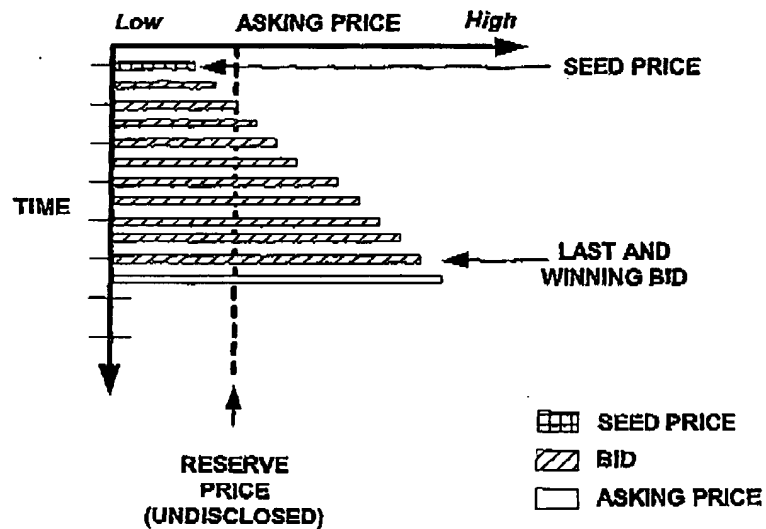 Low ASKING PRICE High
SEED PRICE
TIME
LAST AND
WINNING BID
RESERVE
PRICE
(UNDISCLOSED)
SEED PRICE
BID
ASKING PRICE